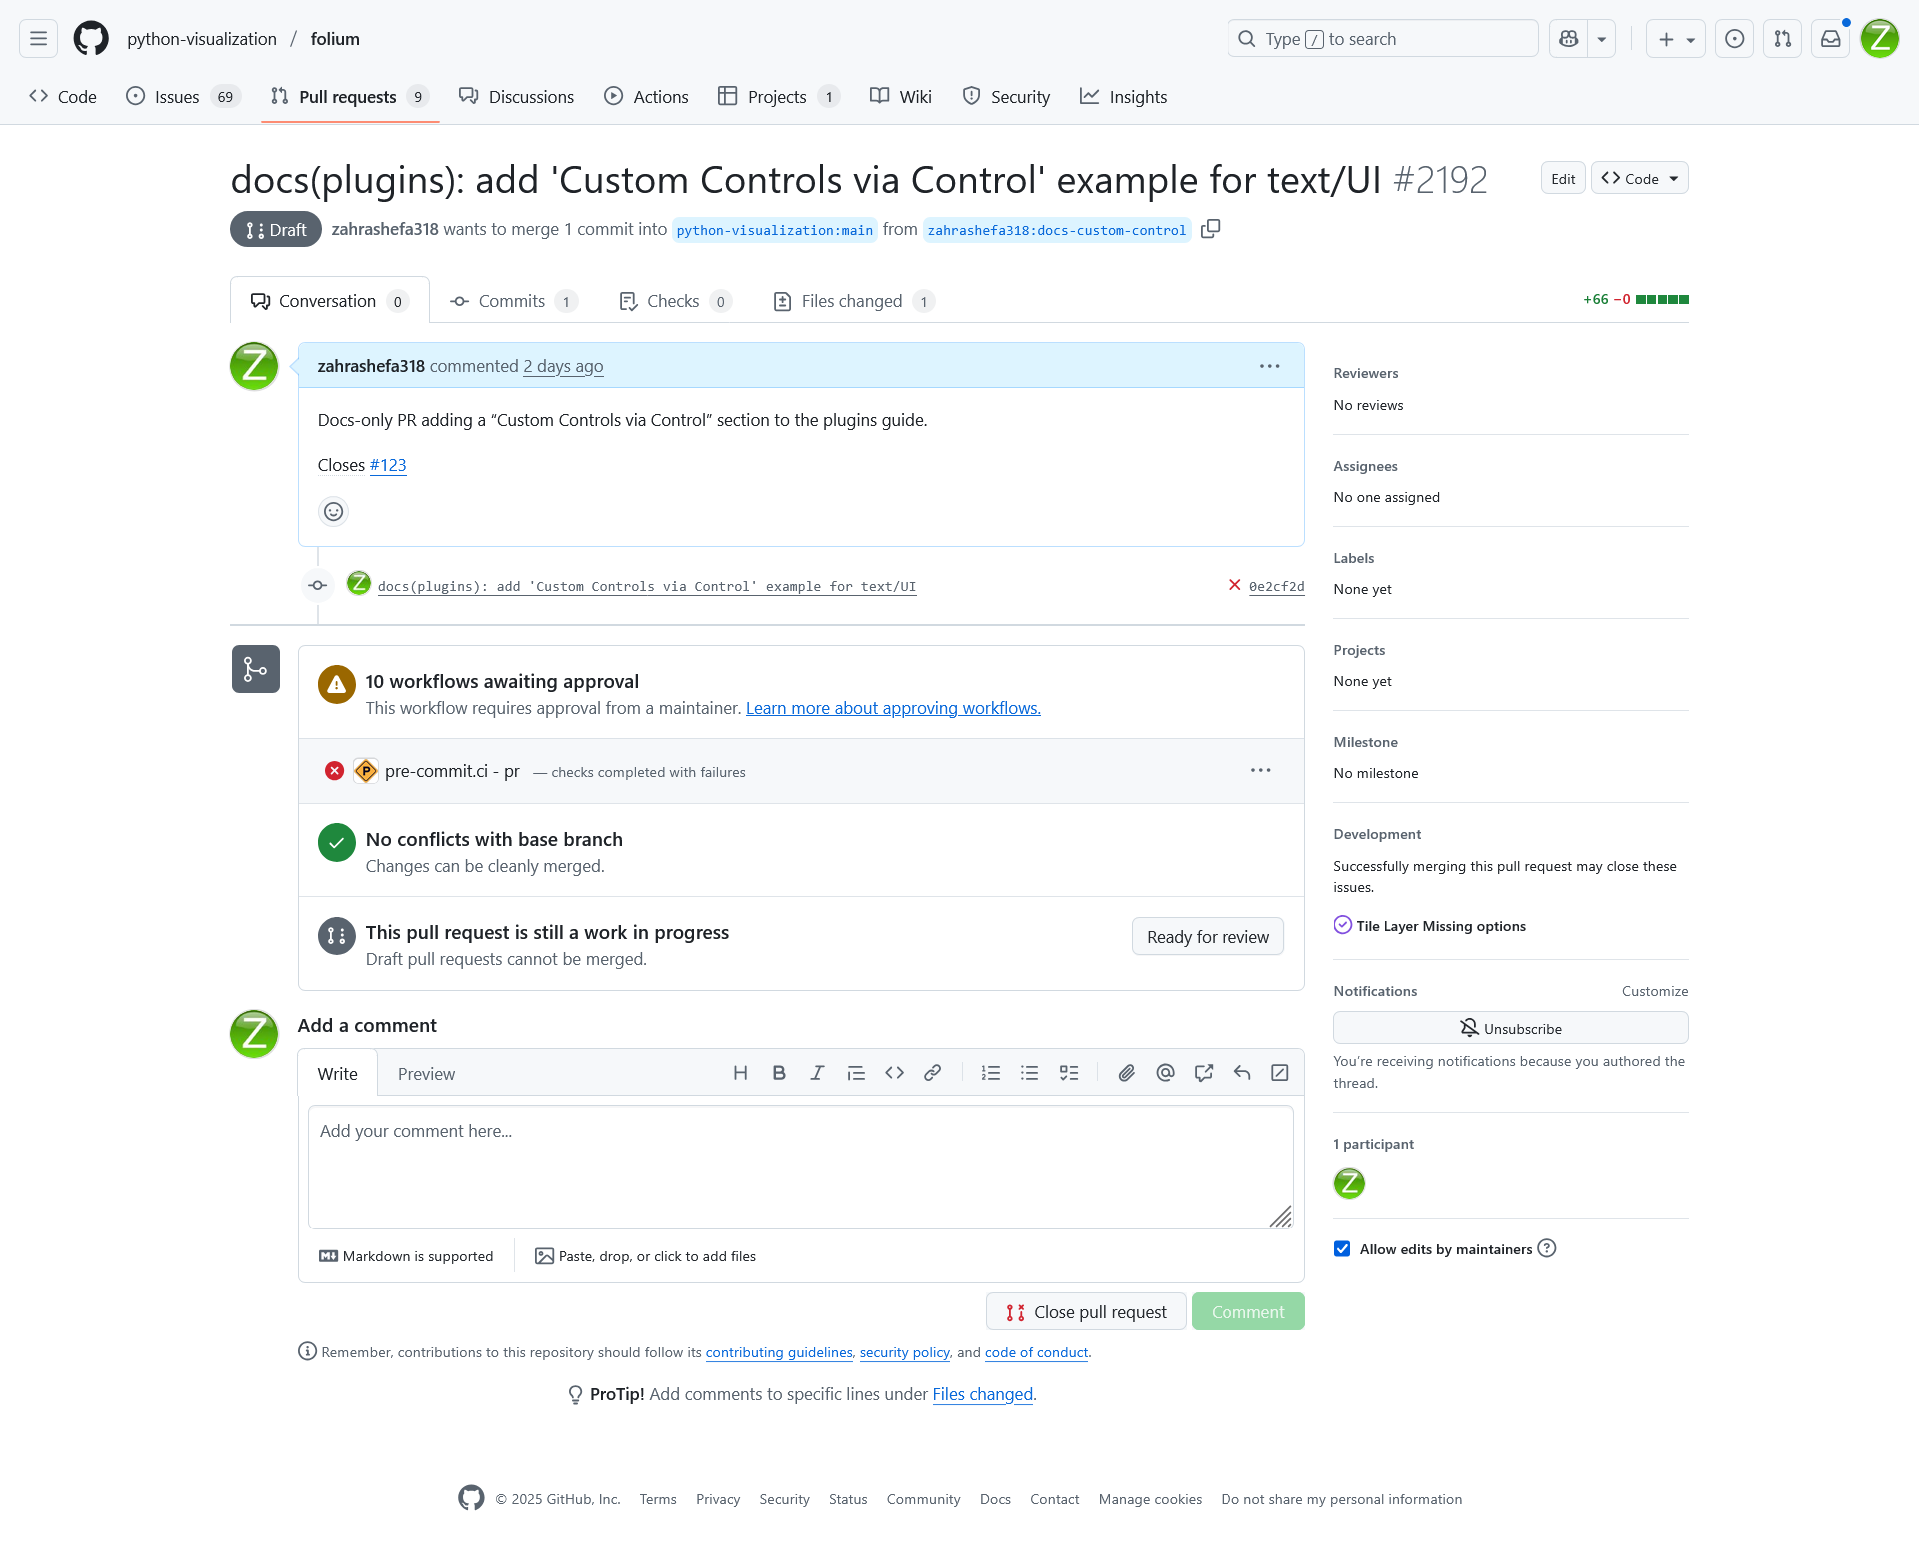 python-visualization / folium
Type / to search
Code
Issues 69
Pull requests 9
Discussions
Actions
Projects 1
Wiki
Security
Insights
docs(plugins): add 'Custom Controls via Control' example for text/UI #2192
Edit
Code
Draft
zahrashefa318 wants to merge 1 commit into python-visualization:main from zahrashefa318:docs-custom-control
Conversation 0
Commits 1
Checks 0
Files changed 1
+66 −0
Z
zahrashefa318 commented 2 days ago
Docs-only PR adding a “Custom Controls via Control” section to the plugins guide.
Closes #123
docs(plugins): add 'Custom Controls via Control' example for text/UI
0e2cf2d
10 workflows awaiting approval
This workflow requires approval from a maintainer. Learn more about approving workflows.
pre-commit.ci - pr — checks completed with failures
No conflicts with base branch
Changes can be cleanly merged.
This pull request is still a work in progress
Draft pull requests cannot be merged.
Ready for review
Z
Add a comment
Write
Preview
Add your comment here...
Markdown is supported
Paste, drop, or click to add files
Close pull request
Comment
Remember, contributions to this repository should follow its contributing guidelines, security policy, and code of conduct.
ProTip! Add comments to specific lines under Files changed.
Reviewers
No reviews
Assignees
No one assigned
Labels
None yet
Projects
None yet
Milestone
No milestone
Development
Successfully merging this pull request may close these
issues.
Tile Layer Missing options
Notifications
Customize
Unsubscribe
You’re receiving notifications because you authored the
thread.
1 participant
Z
Allow edits by maintainers
© 2025 GitHub, Inc.
Terms
Privacy
Security
Status
Community
Docs
Contact
Manage cookies
Do not share my personal information